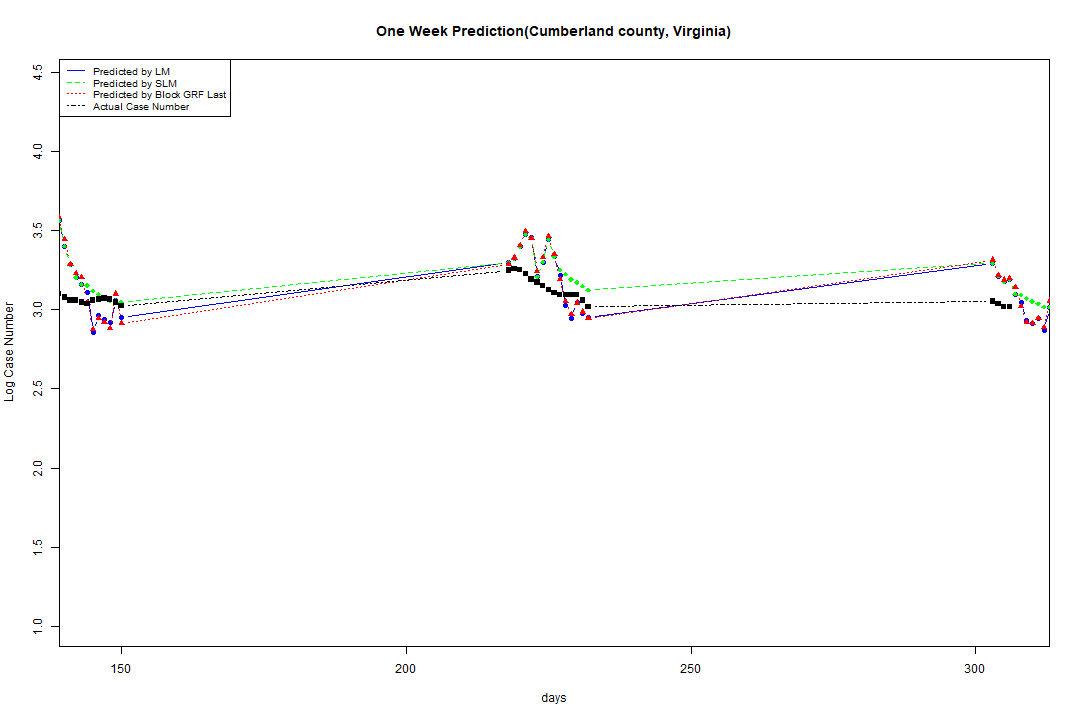 One Week Prediction(Cumberland county, Virginia)
Predicted by LM
Predicted by SLM
Predicted by Block GRF Last
Actual Case Number
4.5
4.0
3.5
3.0
2.5
2.0
1.5
1.0
Log Case Number
150
200
250
300
days